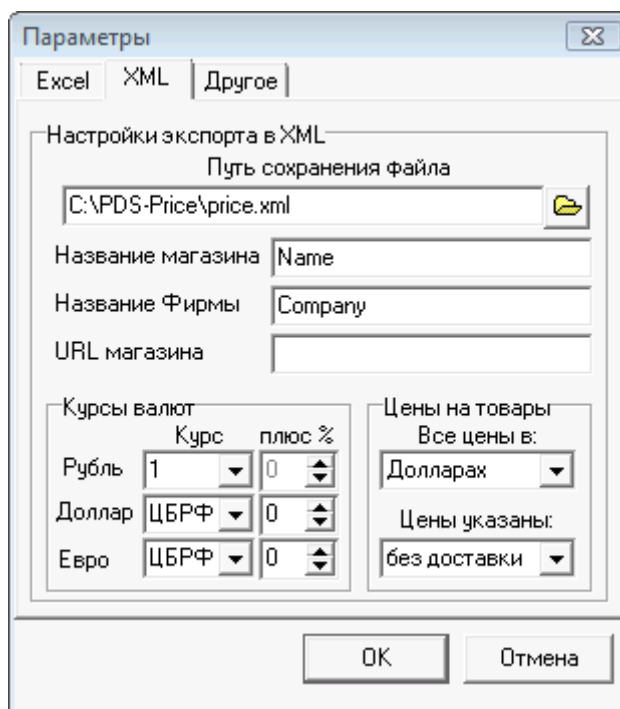 Параметры
Excel XML Другое
Настройки экспорта в XML
Путь сохранения файла
C:\PDS-Price\price.xml
Название магазина Name
Название Фирмы Company
URL магазина
Курсы валют Цены на товары
Курс плюс % Все цены в:
Рубль 1 0 Долларах
Доллар ЦБРФ 0 Цены указаны:
Евро ЦБРФ 0 без доставки
OK Отмена